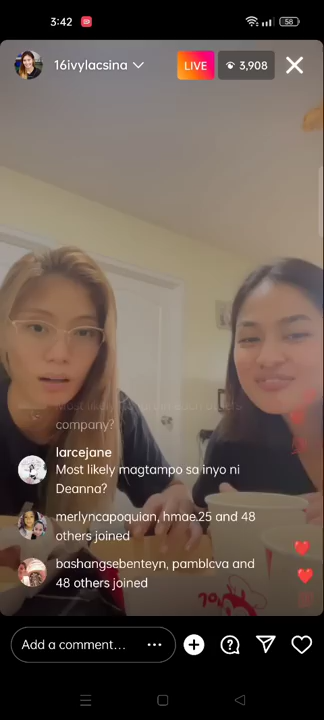 3:42
58
16ivylacsina
LIVE
3,908
company?
larcejane
Most likely magtampo sa inyo ni
Deanna?
merlyncapoquian, hmae.25 and 48
others joined
bashangsebenteyn, pamblcva and
48 others joined
Add a comment...